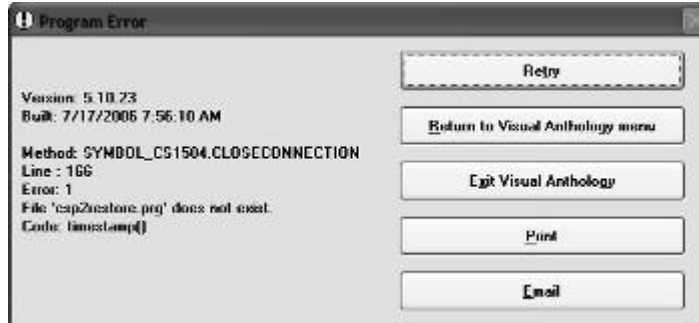 Program Error
Version: 5.10.23
Built: 7/17/2006 7:56:10 AM
Method: SYMBOL_CS1504.CLOSECONNECTION
Line : 166
Error: 1
File 'csp2restore.prg' does not exist.
Code: timestamp()
Retry
Return to Visual Anthology menu
Exit Visual Anthology
Print
Email